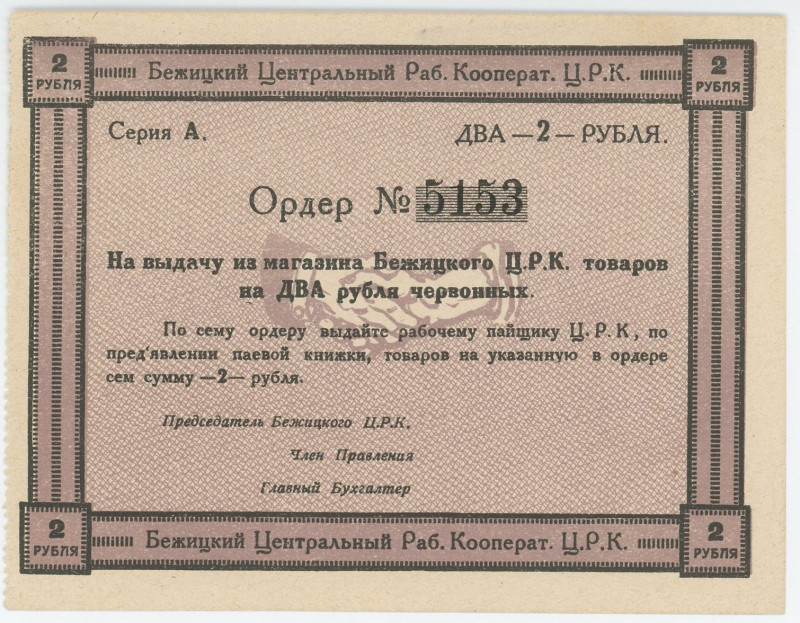 2 РУБЛЯ
Бежицкий Центральный Раб. Кооперат. Ц.Р.К.
2 РУБЛЯ
Серия А.
ДВА —2— РУБЛЯ.
Ордер № 5153
На выдачу из магазина Бежицкого Ц.Р.К. товаров
на ДВА рубля червонных.
По сему ордеру выдайте рабочему пайщику Ц.Р.К, по
пред'явлении паевой книжки, товаров на указанную в ордере
сем сумму —2— рубля.
Председатель Бежицкого Ц.Р.К.
Член Правления
Главный Бухгалтер
2 РУБЛЯ
Бежицкий Центральный Раб. Кооперат. Ц.Р.К.
2 РУБЛЯ